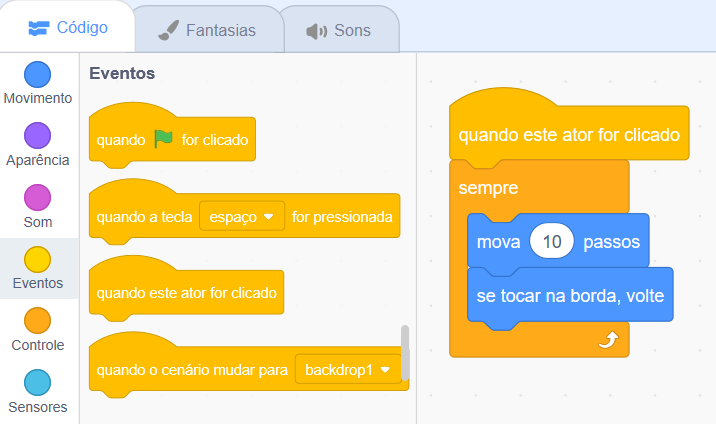 Código
Fantasias
Sons
Movimento
Aparência
Som
Eventos
Controle
Sensores
Eventos
quando for clicado
quando a tecla espaço for pressionada
quando este ator for clicado
quando o cenário mudar para backdrop1
quando este ator for clicado
sempre
mova 10 passos
se tocar na borda, volte